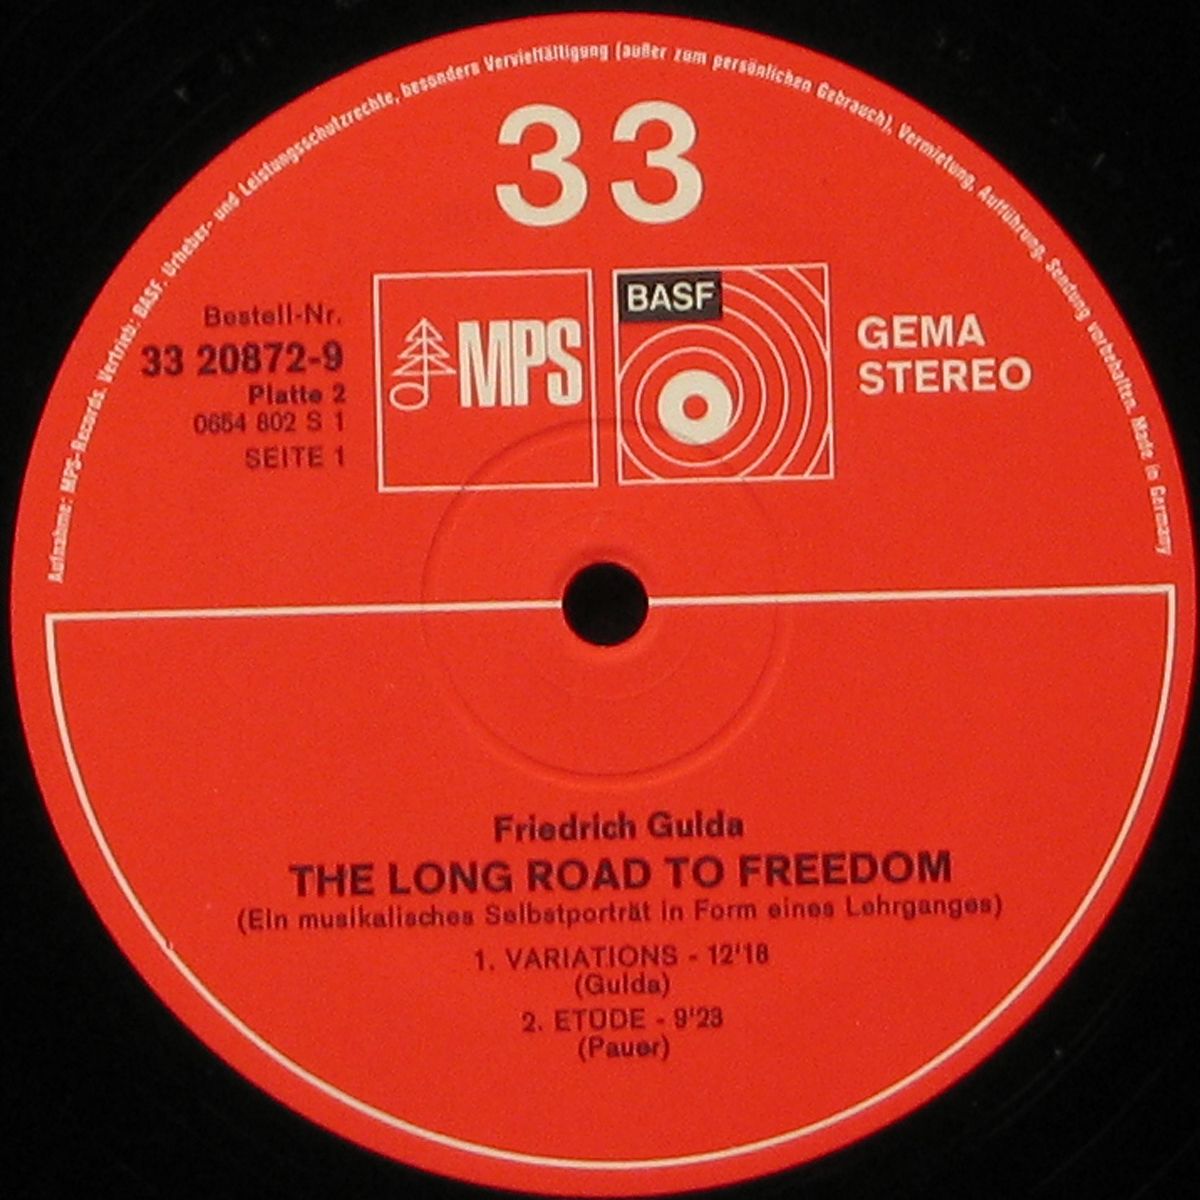 Aufnahme: MPS-Records. Vertrieb: BASF. Urheber- und Leistungsschutzrechte, besonders Vervielfältigung (außer zum persönlichen Gebrauch), Vermietung, Aufführung, Sendung vorbehalten. Made in Germany
33
Bestell-Nr.
33 20872-9
Platte 2
0654 802 S 1
SEITE 1
MPS
BASF
GEMA
STEREO
Friedrich Gulda
THE LONG ROAD TO FREEDOM
(Ein musikalisches Selbstporträt in Form eines Lehrganges)
1. VARIATIONS - 12'18
(Gulda)
2. ETÜDE - 9'23
(Pauer)